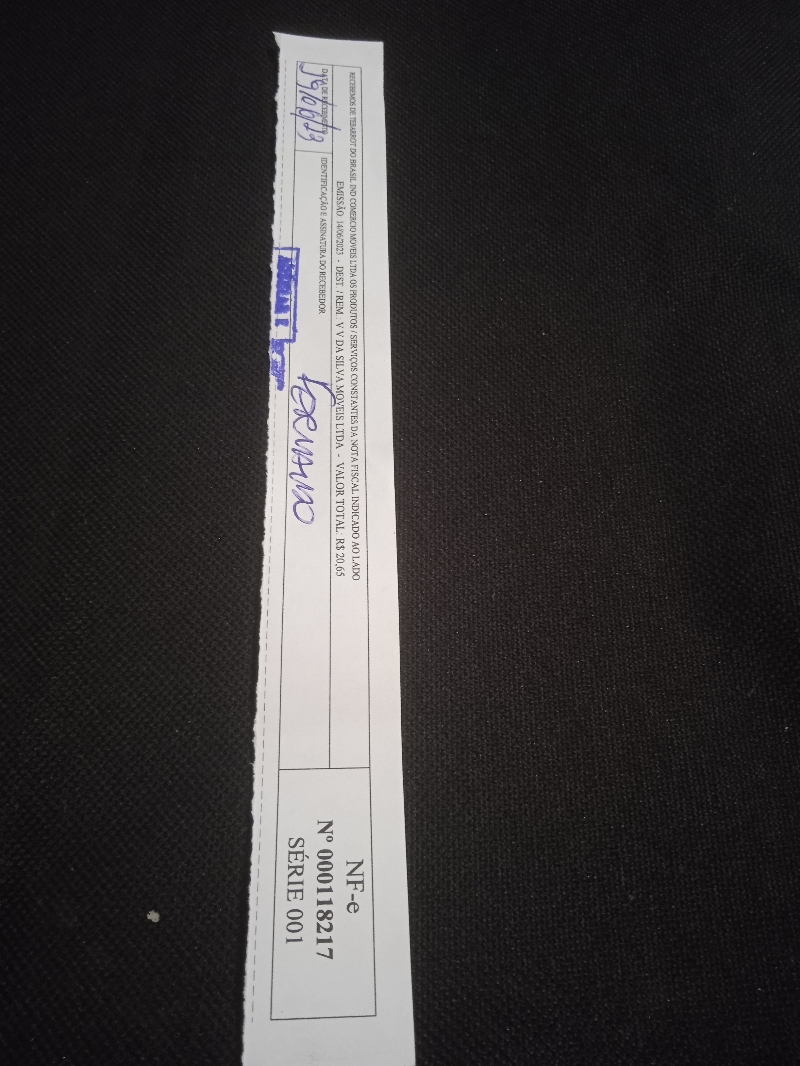 RECEBEMOS DE TEBARROT DO BRASIL IND COMERCIO MOVEIS LTDA OS PRODUTOS / SERVIÇOS CONSTANTES DA NOTA FISCAL INDICADO AO LADO
EMISSÃO: 14/06/2023 - DEST. / REM.: V V DA SILVA MOVEIS LTDA - VALOR TOTAL: R$ 20,65
DATA DE RECEBIMENTO
IDENTIFICAÇÃO E ASSINATURA DO RECEBEDOR
FERNANDO
NF-e
Nº 000118217
SÉRIE 001